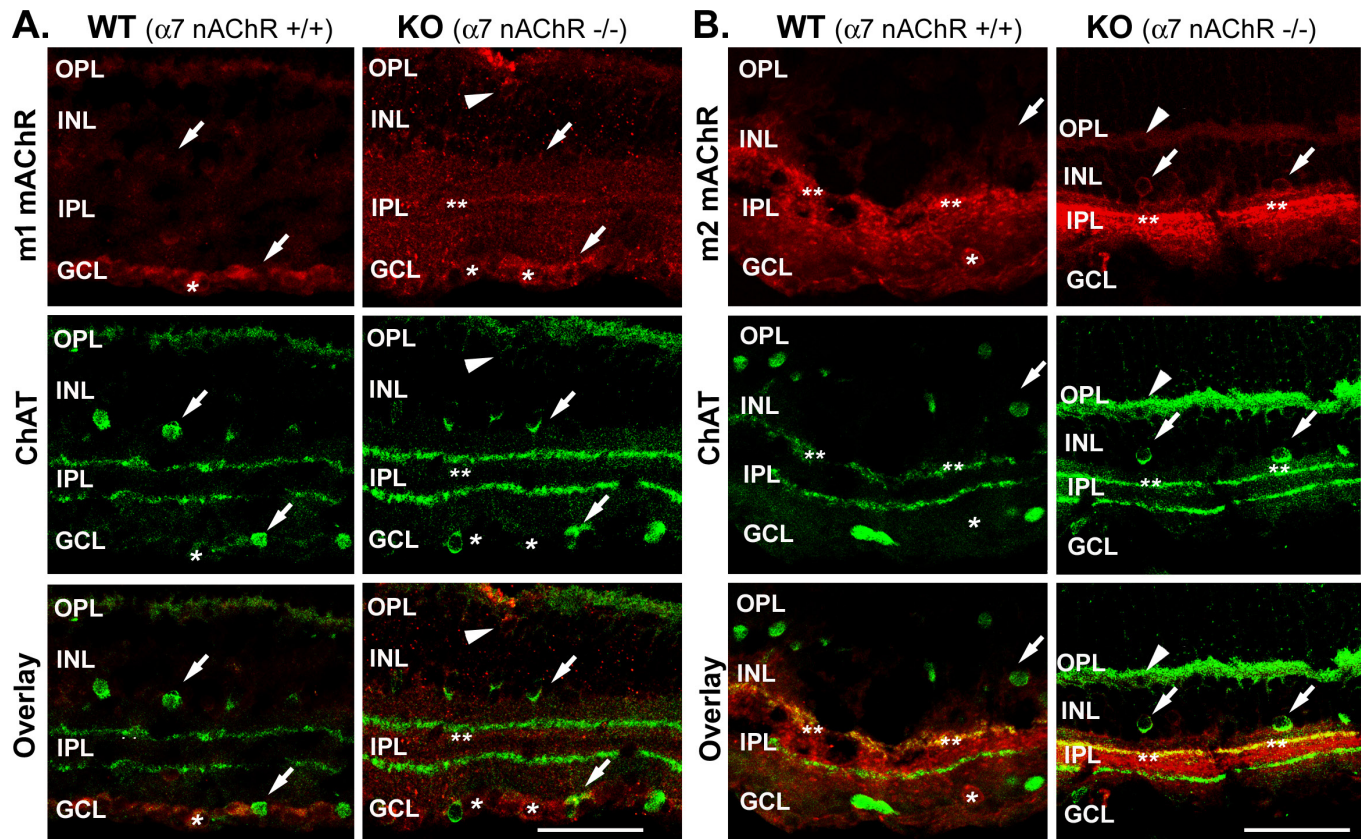 A. WT (α7 nAChR +/+) KO (α7 nAChR -/-) B. WT (α7 nAChR +/+) KO (α7 nAChR -/-)
m1 mAChR
OPL
INL
IPL
GCL
*
OPL
INL
IPL **
GCL
* *
ChAT
OPL
INL
IPL
GCL
*
OPL
INL
IPL
**
GCL
* *
Overlay
OPL
INL
IPL
GCL
*
OPL
INL
IPL **
GCL
* *
m2 mAChR
OPL
INL
** **
IPL
GCL *
OPL
INL
IPL ** **
GCL
ChAT
OPL
INL
** **
IPL
GCL *
OPL
INL
**
IPL **
GCL
Overlay
OPL
INL
** **
IPL
GCL *
OPL
INL
IPL ** **
GCL